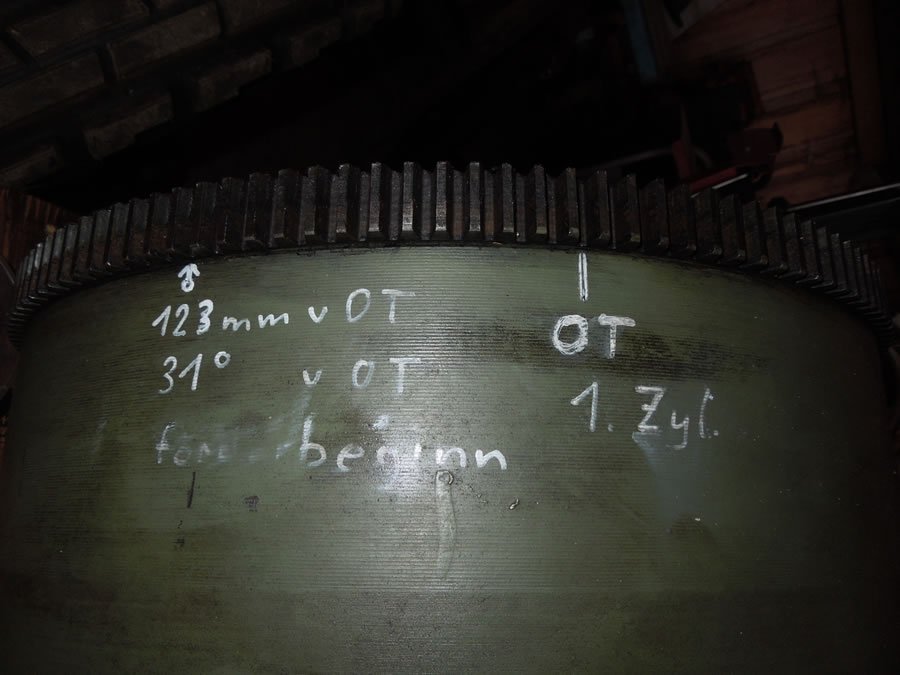 123mm v OT
31° v OT
beginn
OT
1. Zyl.